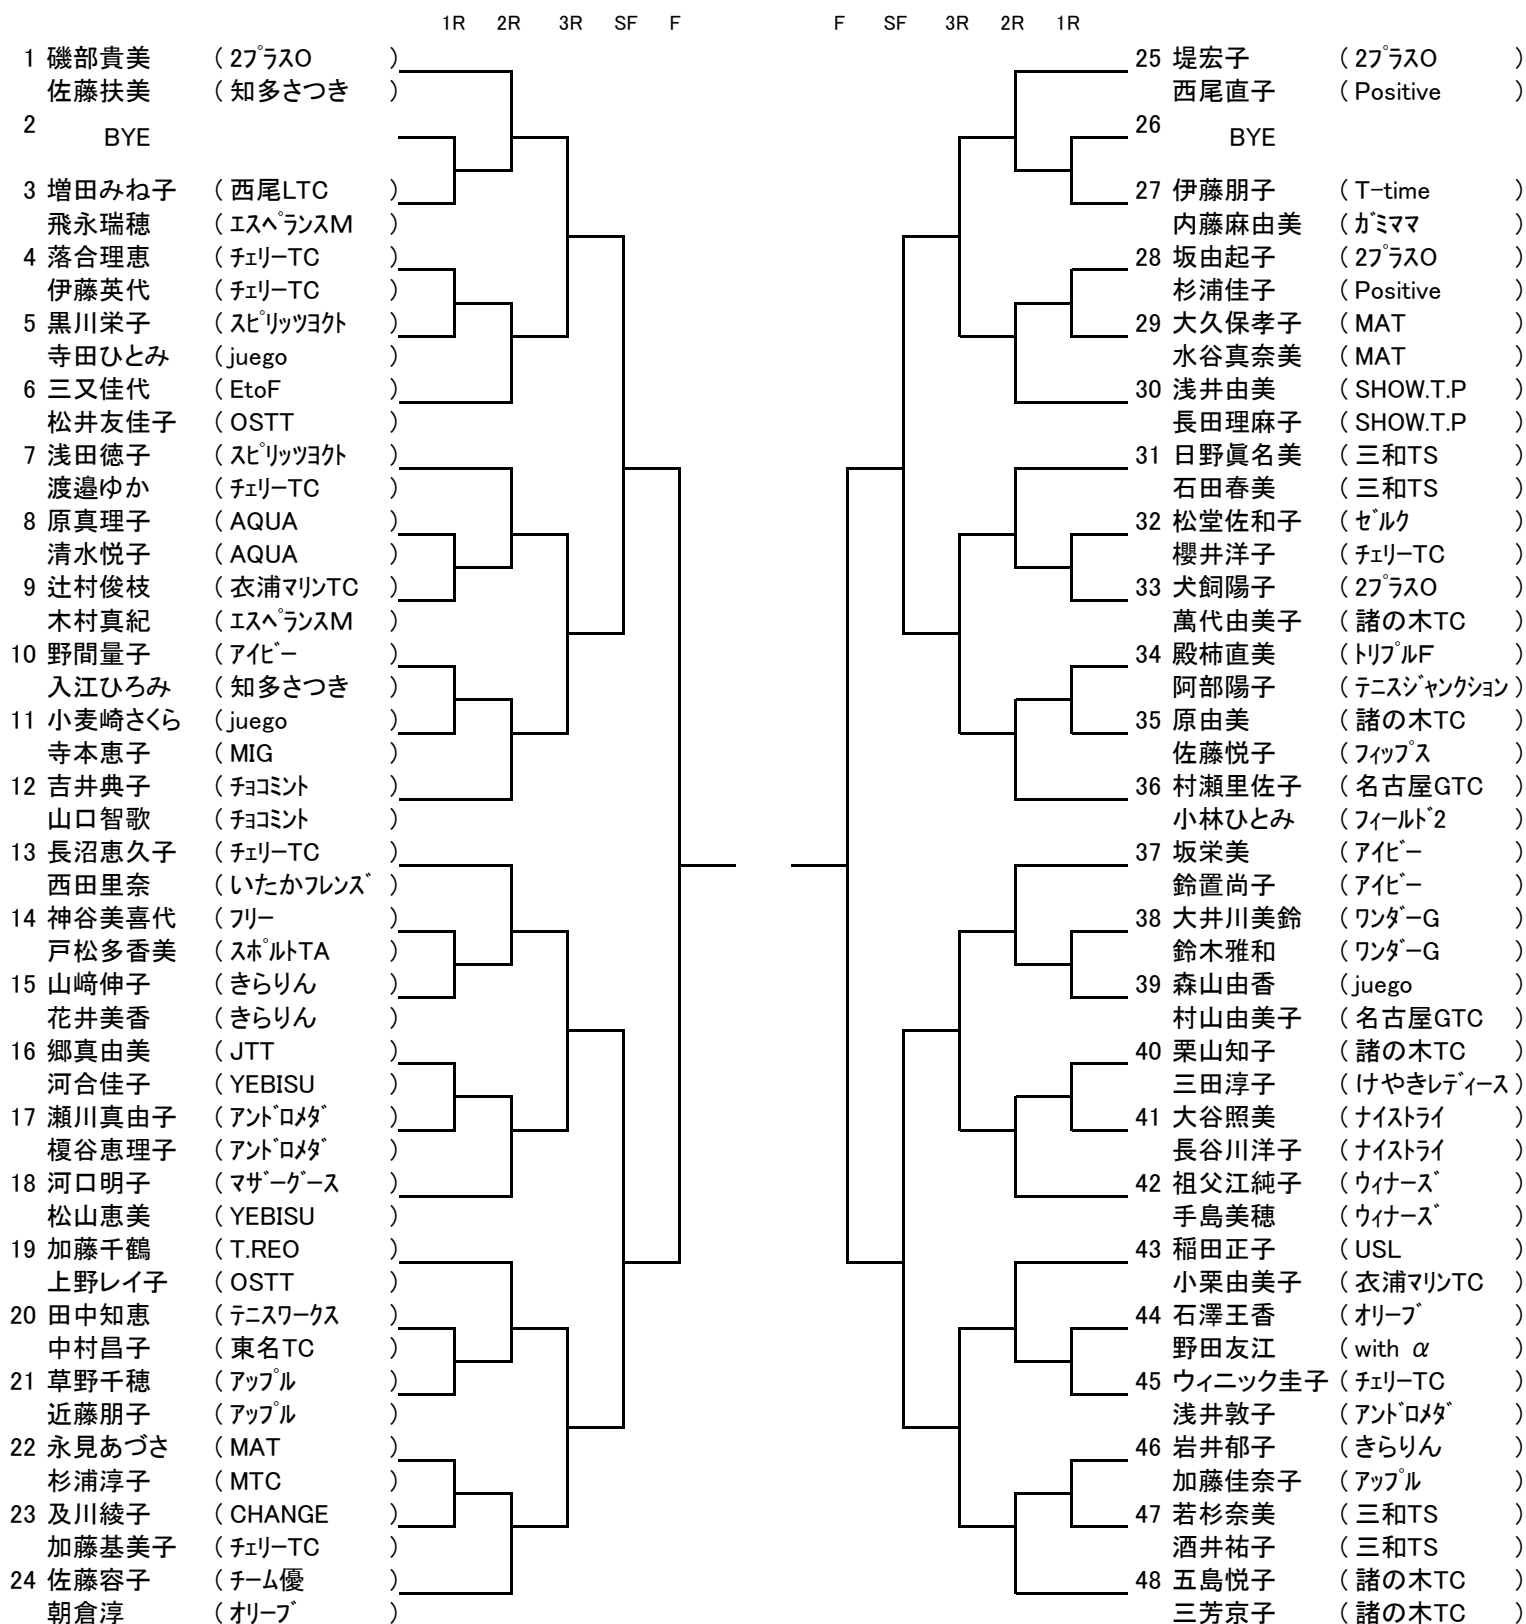 1R 2R 3R SF F
1 磯部貴美 ( 2プラスO )
佐藤扶美 ( 知多さつき )
2 BYE
3 増田みね子 ( 西尾LTC )
飛永瑞穂 ( エスペランスM )
4 落合理恵 ( チェリーTC )
伊藤英代 ( チェリーTC )
5 黒川栄子 ( スピリッツヨクト )
寺田ひとみ ( juego )
6 三又佳代 ( EtoF )
松井友佳子 ( OSTT )
7 浅田徳子 ( スピリッツヨクト )
渡邉ゆか ( チェリーTC )
8 原真理子 ( AQUA )
清水悦子 ( AQUA )
9 辻村俊枝 ( 衣浦マリンTC )
木村真紀 ( エスペランスM )
10 野間量子 ( アイビー )
入江ひろみ ( 知多さつき )
11 小麦崎さくら ( juego )
寺本恵子 ( MIG )
12 吉井典子 ( チョコミント )
山口智歌 ( チョコミント )
13 長沼恵久子 ( チェリーTC )
西田里奈 ( いたかフレンズ )
14 神谷美喜代 ( フリー )
戸松多香美 ( スポルトTA )
15 山﨑伸子 ( きらりん )
花井美香 ( きらりん )
16 郷真由美 ( JTT )
河合佳子 ( YEBISU )
17 瀬川真由子 ( アンドロメダ )
榎谷恵理子 ( アンドロメダ )
18 河口明子 ( マザーグース )
松山恵美 ( YEBISU )
19 加藤千鶴 ( T.REO )
上野レイ子 ( OSTT )
20 田中知恵 ( テニスワークス )
中村昌子 ( 東名TC )
21 草野千穂 ( アップル )
近藤朋子 ( アップル )
22 永見あづさ ( MAT )
杉浦淳子 ( MTC )
23 及川綾子 ( CHANGE )
加藤基美子 ( チェリーTC )
24 佐藤容子 ( チーム優 )
朝倉淳 ( オリーブ )
F SF 3R 2R 1R
25 堤宏子 ( 2プラスO )
西尾直子 ( Positive )
26 BYE
27 伊藤朋子 ( T-time )
内藤麻由美 ( ガミママ )
28 坂由起子 ( 2プラスO )
杉浦佳子 ( Positive )
29 大久保孝子 ( MAT )
水谷真奈美 ( MAT )
30 浅井由美 ( SHOW.T.P )
長田理麻子 ( SHOW.T.P )
31 日野眞名美 ( 三和TS )
石田春美 ( 三和TS )
32 松堂佐和子 ( ゼルク )
櫻井洋子 ( チェリーTC )
33 犬飼陽子 ( 2プラスO )
萬代由美子 ( 諸の木TC )
34 殿柿直美 ( トリプルF )
阿部陽子 ( テニスジャンクション )
35 原由美 ( 諸の木TC )
佐藤悦子 ( フィップス )
36 村瀬里佐子 ( 名古屋GTC )
小林ひとみ ( フィールド2 )
37 坂栄美 ( アイビー )
鈴置尚子 ( アイビー )
38 大井川美鈴 ( ワンダーG )
鈴木雅和 ( ワンダーG )
39 森山由香 ( juego )
村山由美子 ( 名古屋GTC )
40 栗山知子 ( 諸の木TC )
三田淳子 ( けやきレディース )
41 大谷照美 ( ナイストライ )
長谷川洋子 ( ナイストライ )
42 祖父江純子 ( ウィナーズ )
手島美穂 ( ウィナーズ )
43 稲田正子 ( USL )
小栗由美子 ( 衣浦マリンTC )
44 石澤王香 ( オリーブ )
野田友江 ( with α )
45 ウィニック圭子 ( チェリーTC )
浅井敦子 ( アンドロメダ )
46 岩井郁子 ( きらりん )
加藤佳奈子 ( アップル )
47 若杉奈美 ( 三和TS )
酒井祐子 ( 三和TS )
48 五島悦子 ( 諸の木TC )
三芳京子 ( 諸の木TC )